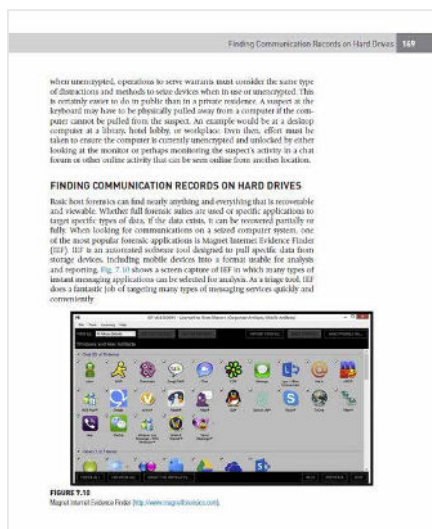 Finding Communication Records on Hard Drives 169
when unencrypted, operations to serve warrants must consider the same type
of distractions and methods to seize devices when in use or unencrypted. This
is certainly easier to do in public than in a private residence. A suspect at the
keyboard may have to be physically pulled away from a computer if the com-
puter cannot be pulled from the suspect. An example would be at a desktop
computer at a library, hotel lobby, or workplace. Even then, effort must be
taken to ensure the computer is currently unencrypted and unlocked by either
looking at the monitor or perhaps monitoring the suspect's activity in a chat
forum or other online activity that can be seen online from another location.
FINDING COMMUNICATION RECORDS ON HARD DRIVES
Basic host forensics can find nearly anything and everything that is recoverable
and viewable. Whether full forensic suites are used or specific applications to
target specific types of data, if the data exists, it can be recovered partially or
fully. When looking for communications on a seized computer system, one
of the most popular forensic applications is Magnet Internet Evidence Finder
(IEF). IEF is an automated software tool designed to pull specific data from
storage devices, including mobile devices into a format usable for analysis
and reporting. Fig. 7.10 shows a screen capture of IEF in which many types of
instant messaging applications can be selected for analysis. As a triage tool, IEF
does a fantastic job of targeting many types of messaging services quickly and
conveniently.
FIGURE 7.10
Magnet Internet Evidence Finder (http://www.magnetforensics.com).